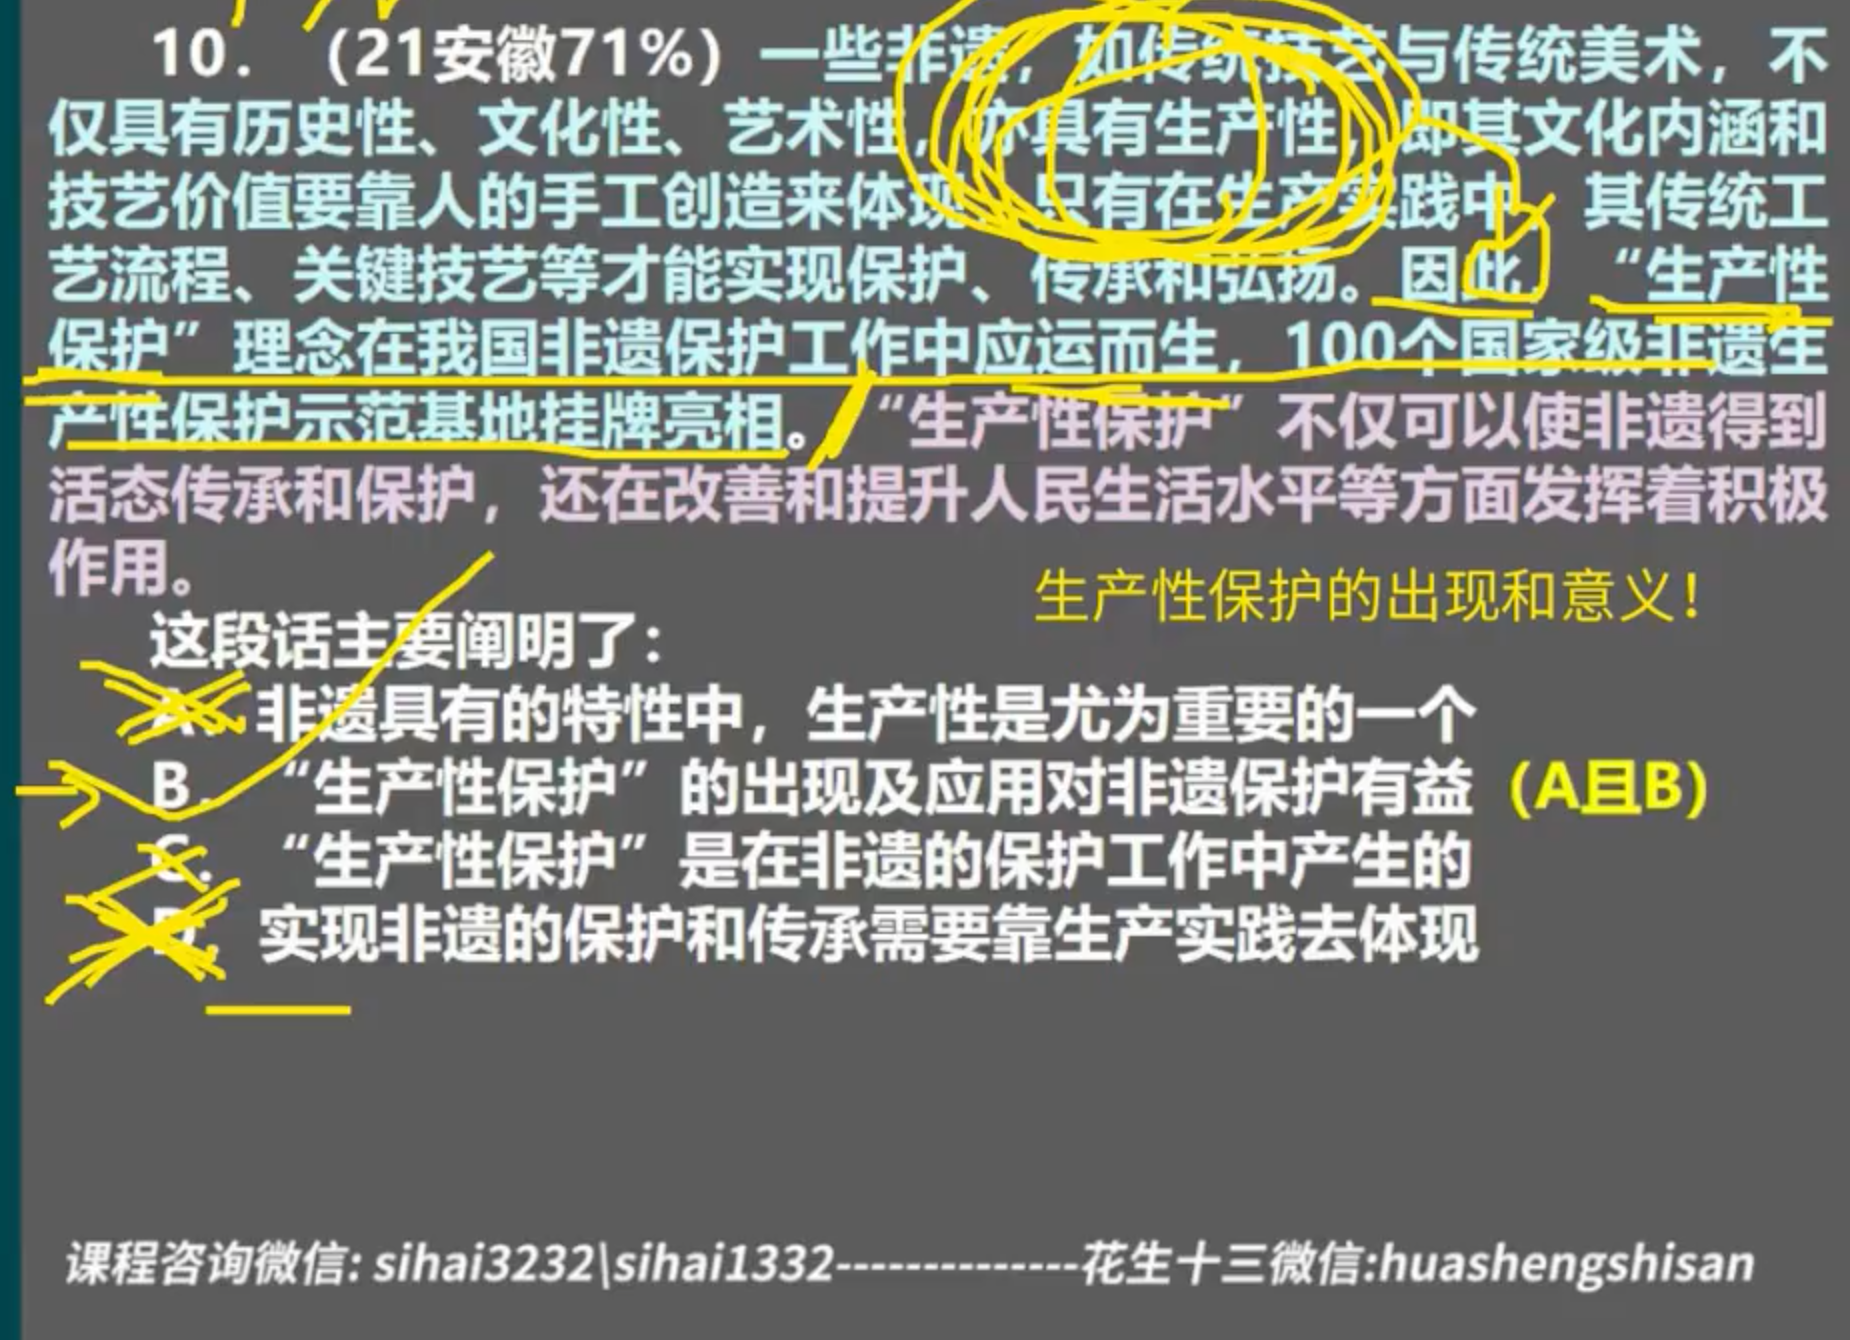 10. （21安徽71%）一些非遗，如传统技艺与传统美术，不
仅具有历史性、文化性、艺术性，亦具有生产性，即其文化内涵和
技艺价值要靠人的手工创造来体现，只有在生产实践中，其传统工
艺流程、关键技艺等才能实现保护、传承和弘扬。因此，“生产性
保护”理念在我国非遗保护工作中应运而生，100个国家级非遗生
产性保护示范基地挂牌亮相。“生产性保护”不仅可以使非遗得到
活态传承和保护，还在改善和提升人民生活水平等方面发挥着积极
作用。
生产性保护的出现和意义！
这段话主要阐明了：
A. 非遗具有的特性中，生产性是尤为重要的一个
B. “生产性保护”的出现及应用对非遗保护有益（A且B）
C. “生产性保护”是在非遗的保护工作中产生的
D. 实现非遗的保护和传承需要靠生产实践去体现
课程咨询微信: sihai3232\sihai1332--------------花生十三微信:huashengshisan